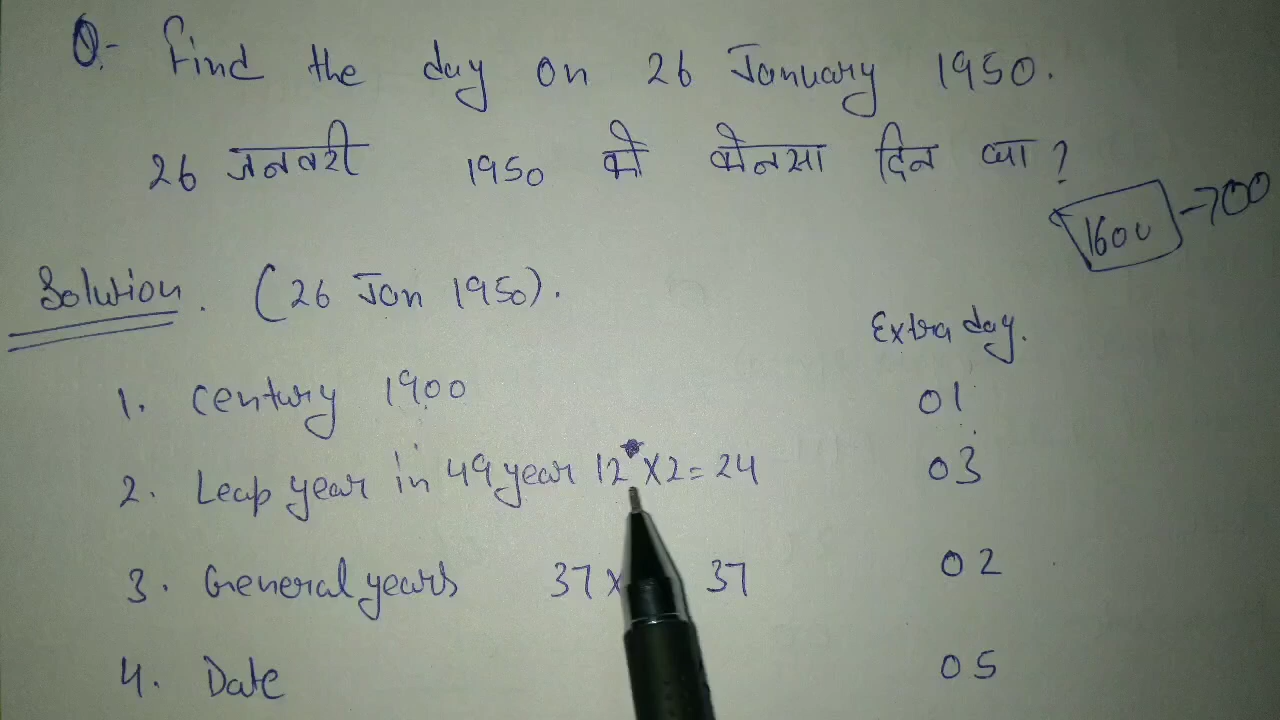 Q- Find the day on 26 January 1950.
26 जनवरी 1950 को कौनसा दिन था?
1600 -700
Solution. (26 Jan 1950).
Extra day.
1. Century 1900 01
2. Leap year in 49 year 12 x2=24 03
3. General years 37x 37 02
4. Date 05